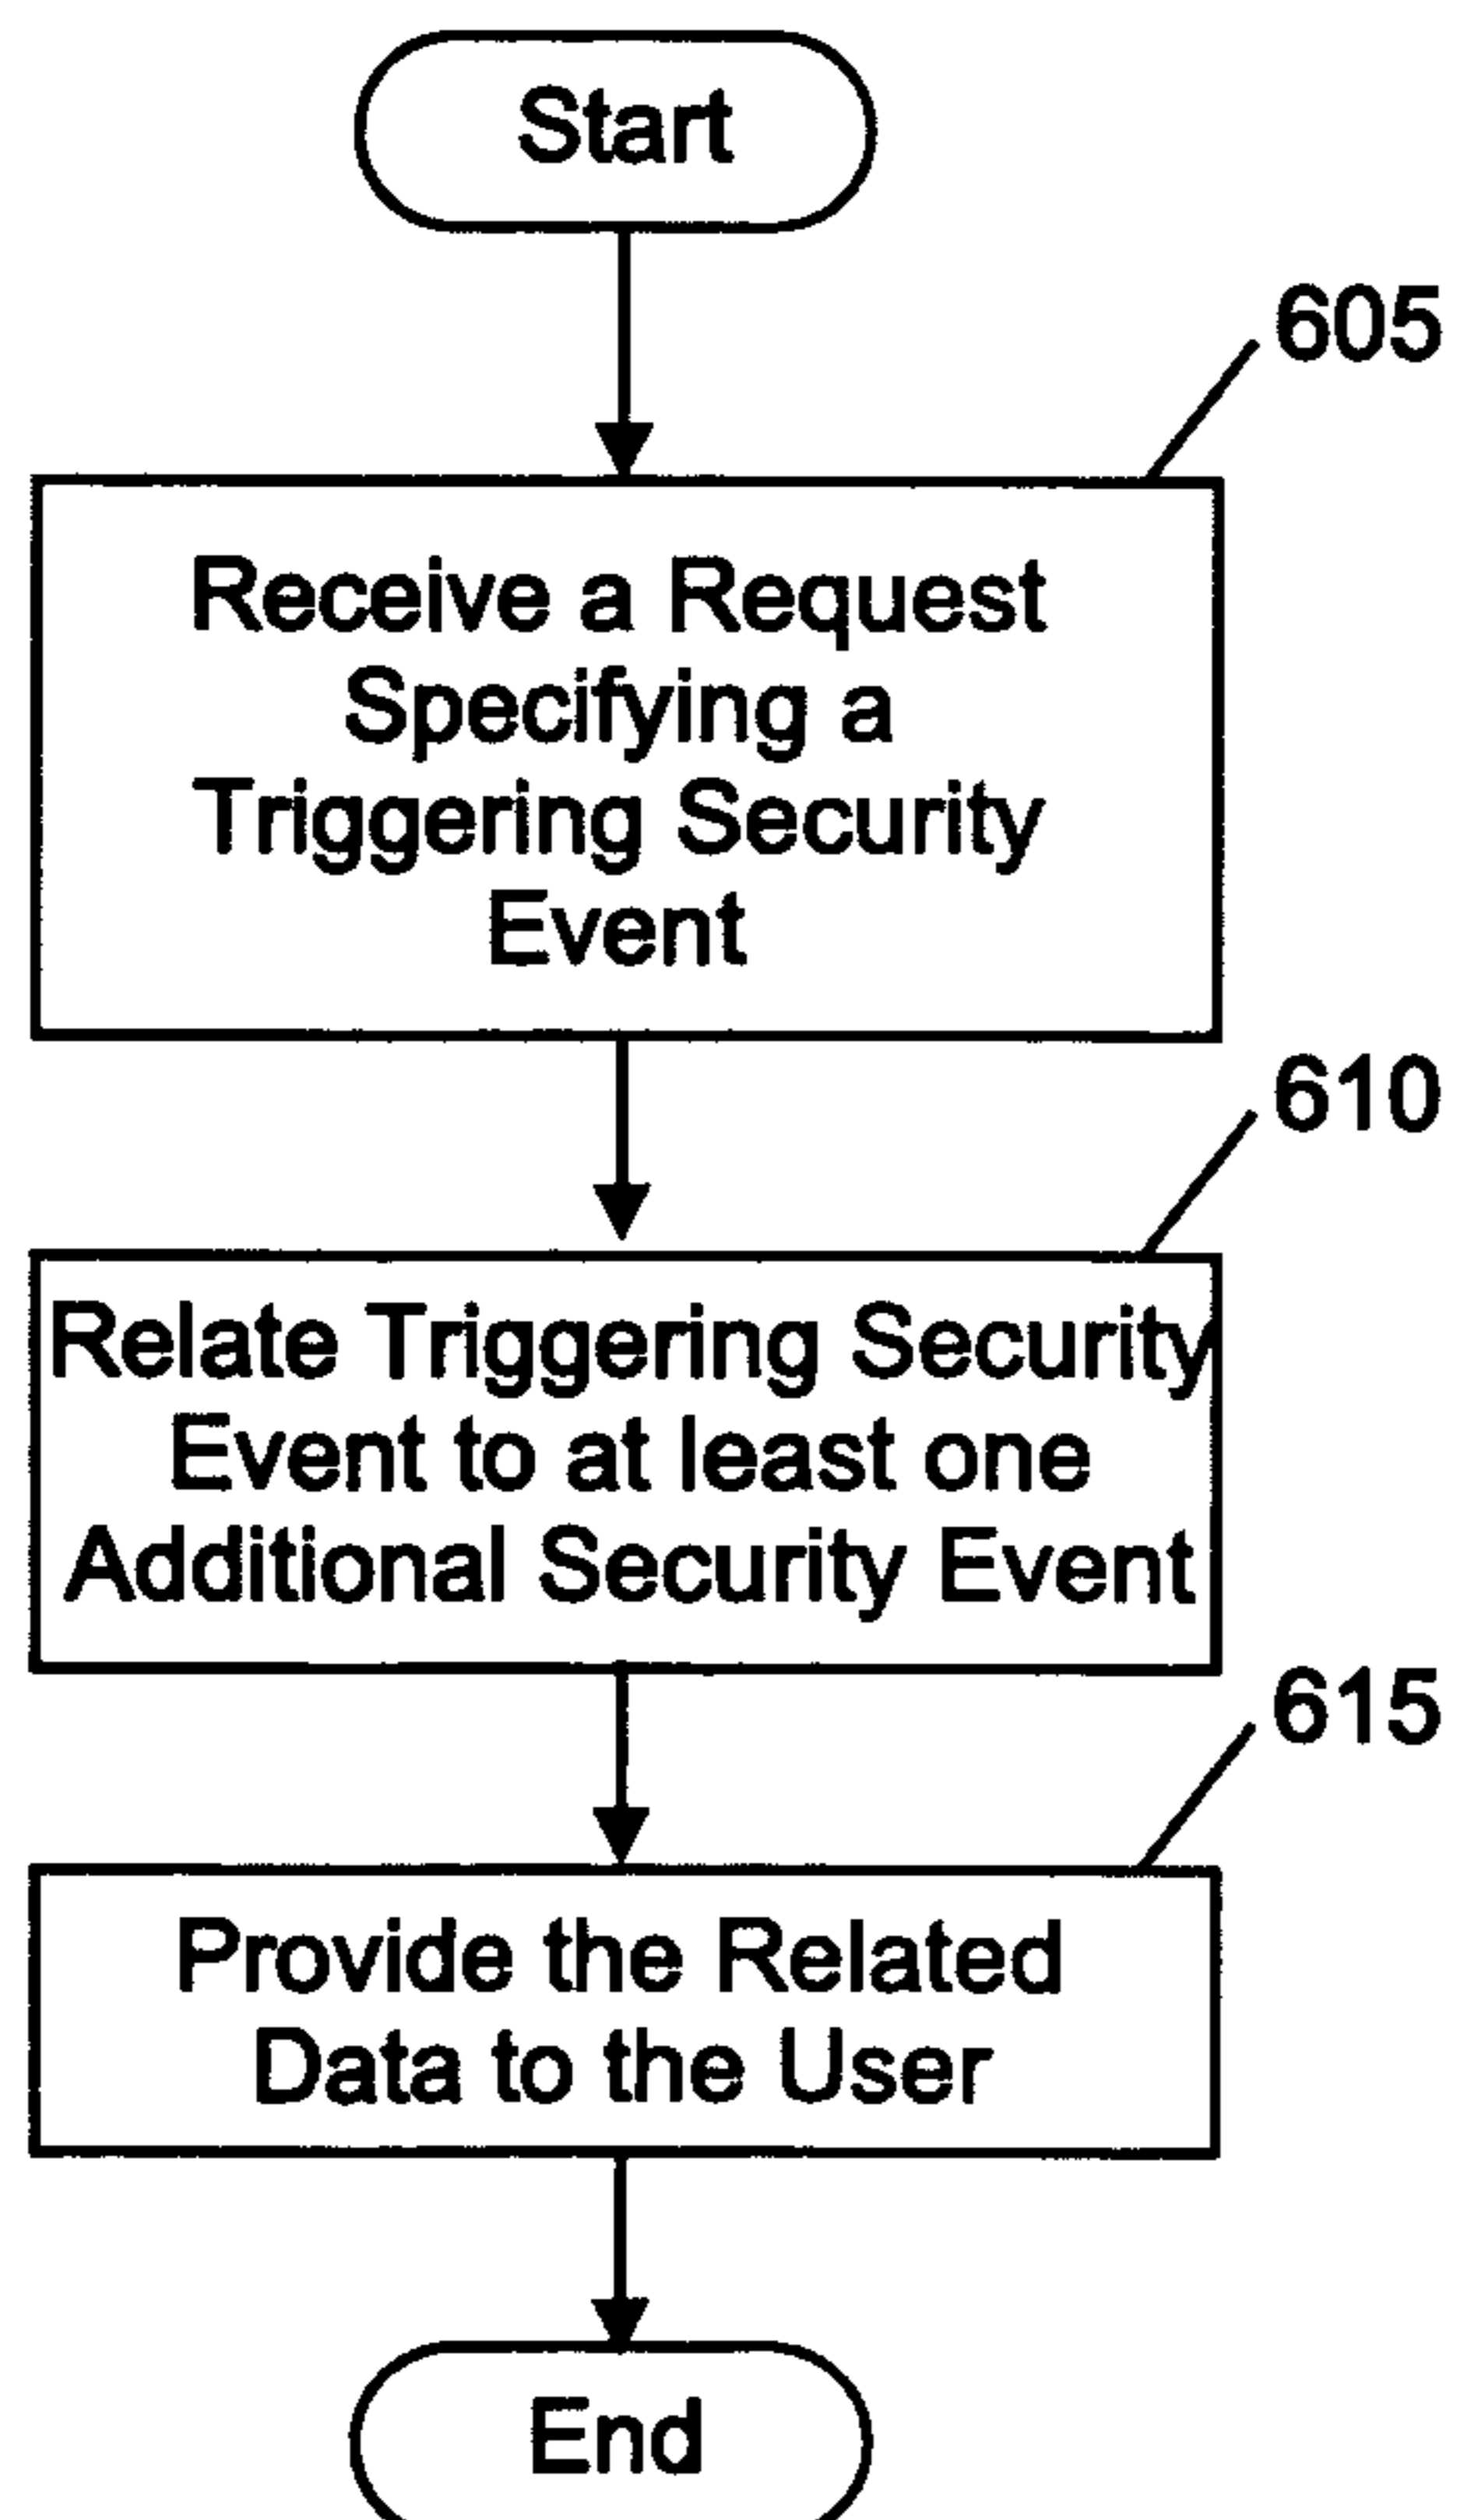 Start
605
Receive a Request
Specifying a
Triggering Security
Event
610
Relate Triggering Security
Event to at least one
Additional Security Event
615
Provide the Related
Data to the User
End